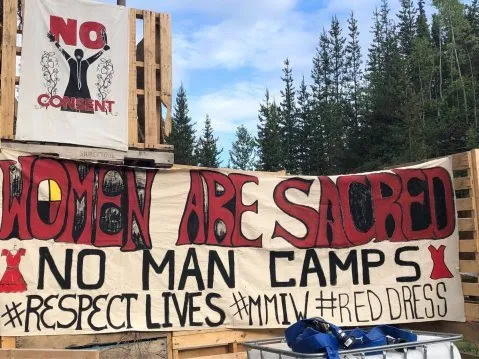 NO
CONSENT
WOMEN ARE SACRED
NO MAN CAMPS
#RESPECT LIVES #MMIW #RED DRESS